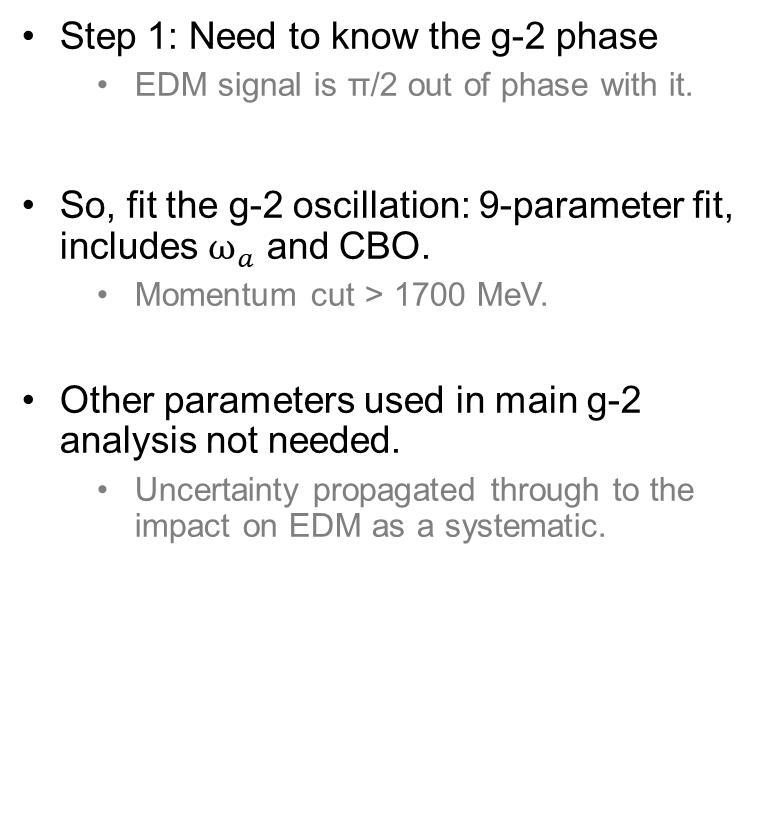 • Step 1: Need to know the g-2 phase
• EDM signal is π/2 out of phase with it.
• So, fit the g-2 oscillation: 9-parameter fit,
includes ω𝑎 and CBO.
• Momentum cut > 1700 MeV.
• Other parameters used in main g-2
analysis not needed.
• Uncertainty propagated through to the
impact on EDM as a systematic.